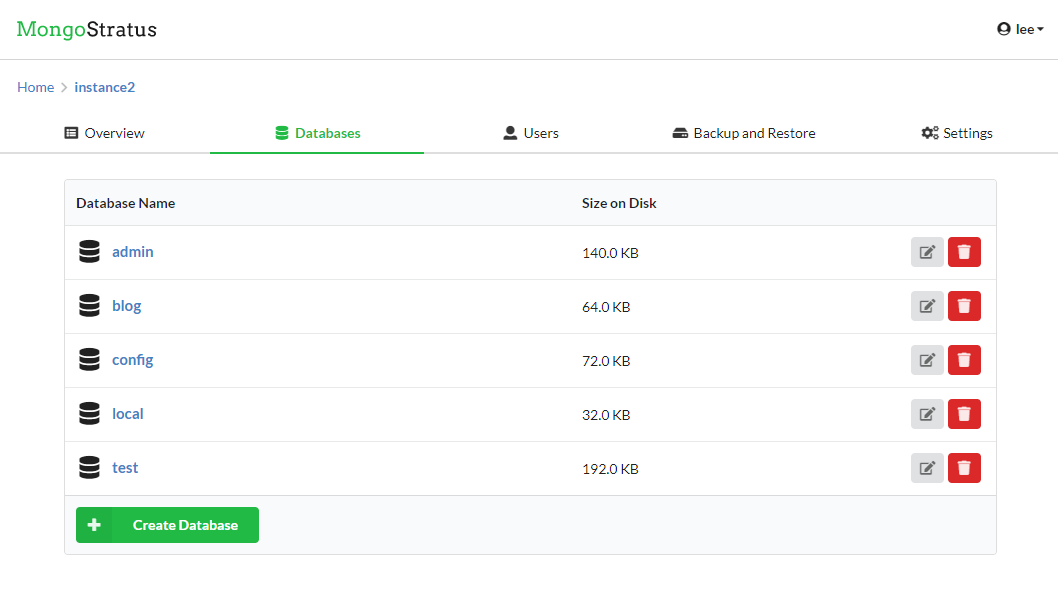 MongoStratus
lee
Home
instance2
Overview
Databases
Users
Backup and Restore
Settings
Database Name
Size on Disk
admin
140.0 KB
blog
64.0 KB
config
72.0 KB
local
32.0 KB
test
192.0 KB
Create Database